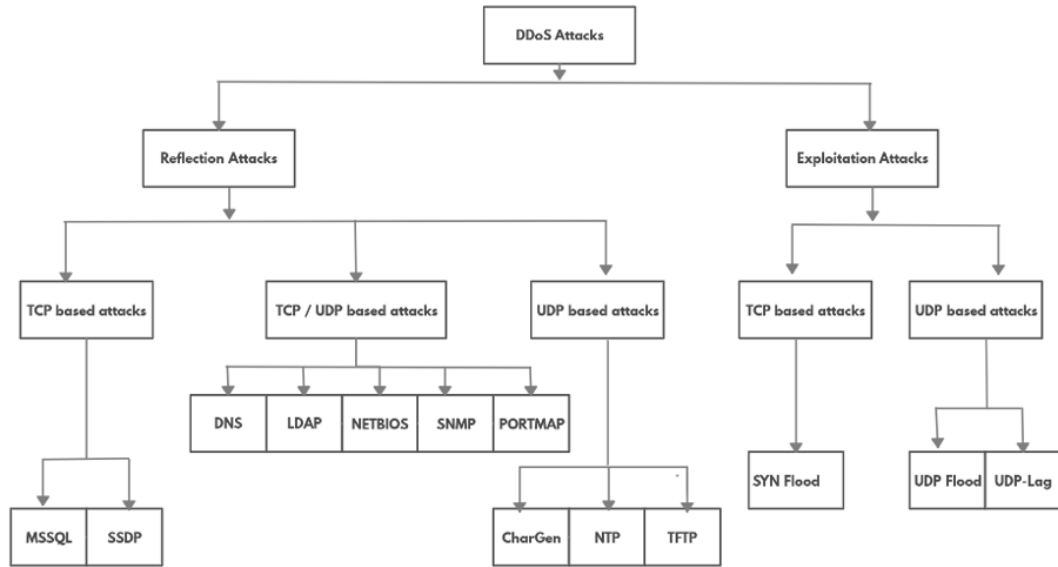 DDoS Attacks
Reflection Attacks
Exploitation Attacks
TCP based attacks
TCP / UDP based attacks
UDP based attacks
TCP based attacks
UDP based attacks
DNS
LDAP
NETBIOS
SNMP
PORTMAP
SYN Flood
UDP Flood
UDP-Lag
MSSQL
SSDP
CharGen
NTP
TFTP